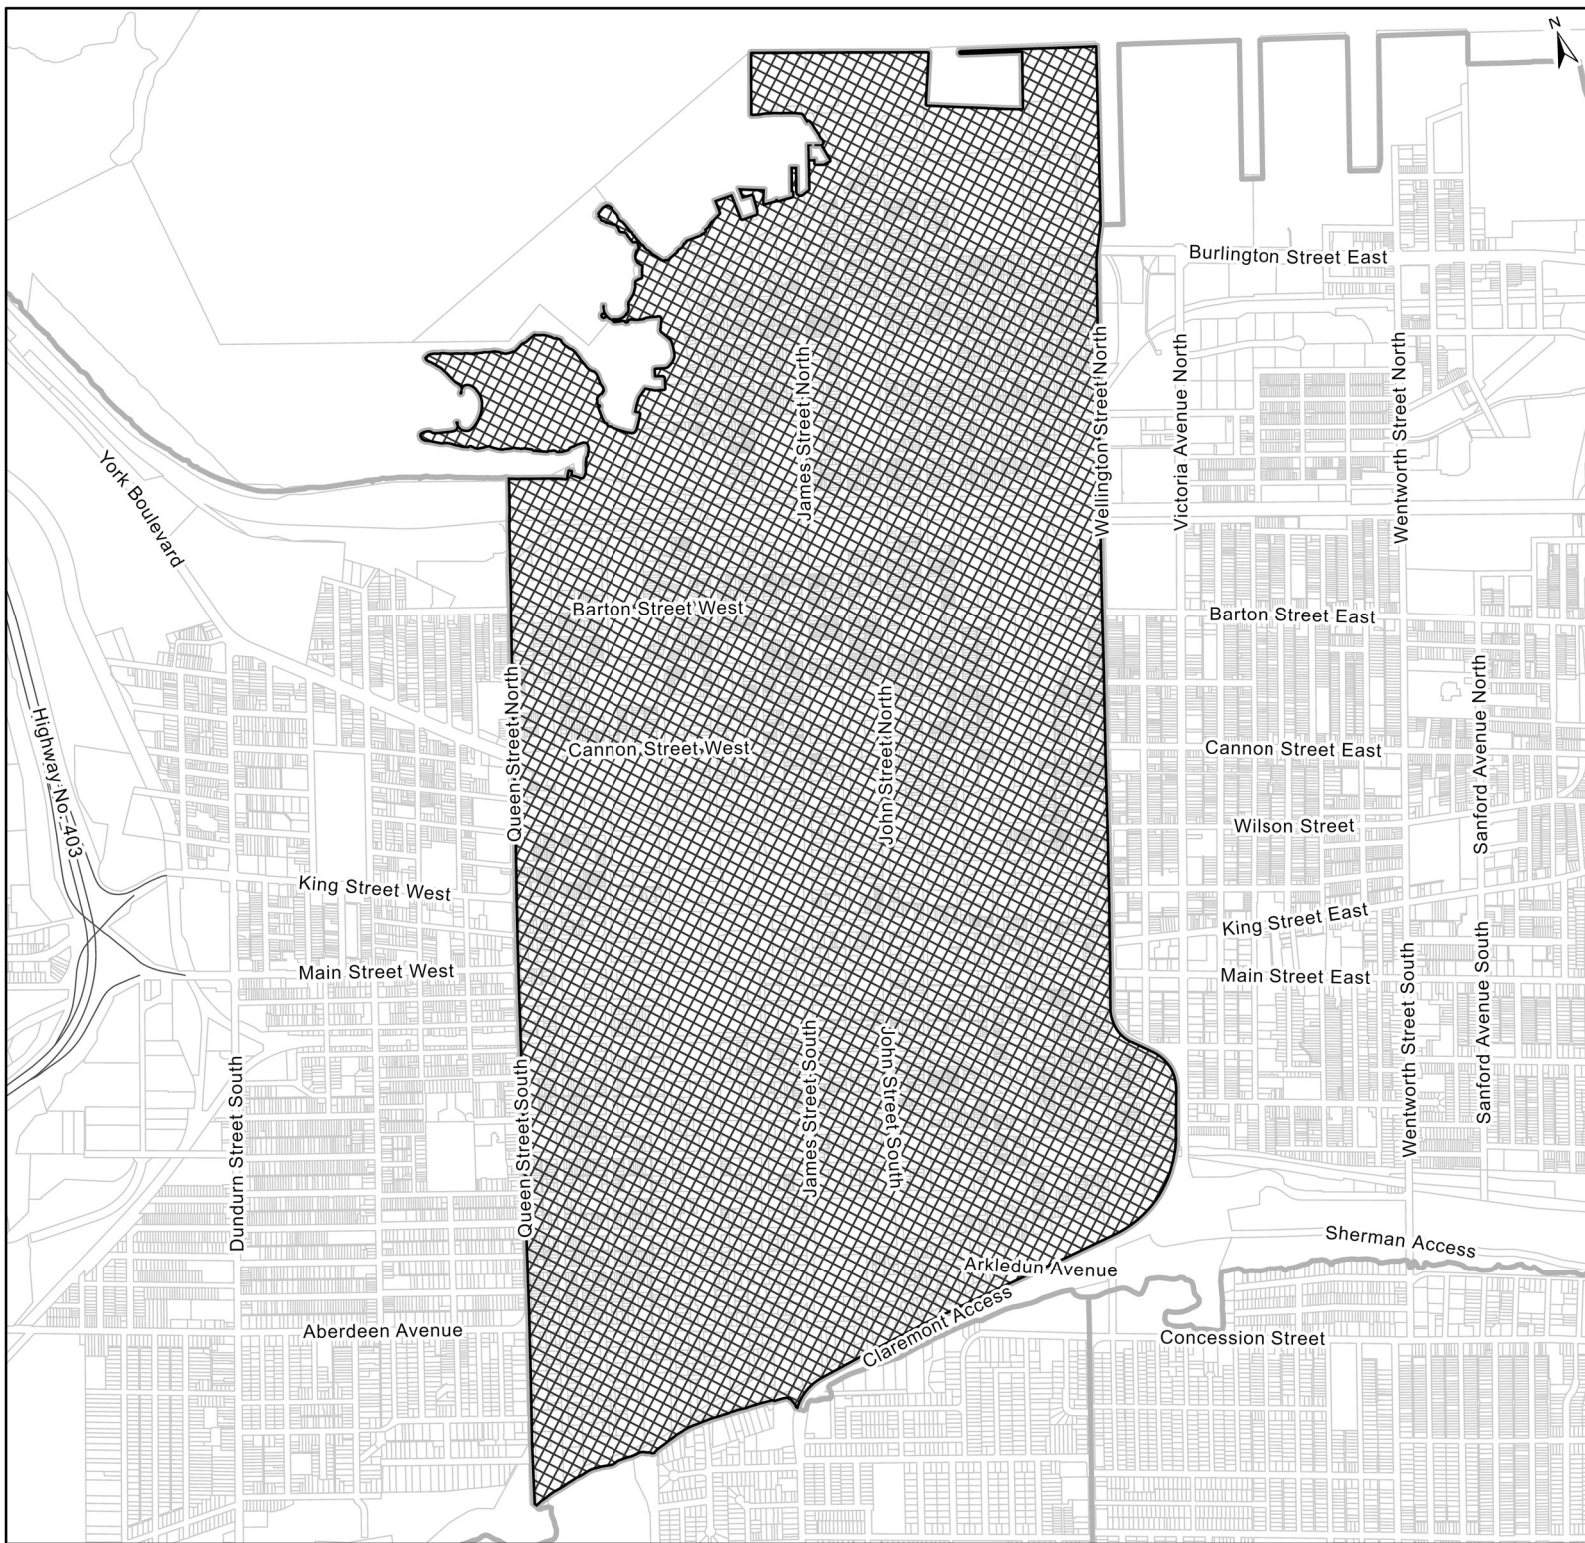 N
Burlington Street East
James Street North
Wellington Street North
Victoria Avenue North
Wentworth Street North
York Boulevard
Barton Street West
Barton Street East
Queen Street North
John Street North
Sanford Avenue North
Highway No. 403
Cannon Street West
Cannon Street East
Wilson Street
King Street West
King Street East
Main Street West
Main Street East
Wentworth Street South
Sanford Avenue South
Dundurn Street South
Queen Street South
James Street South
John Street South
Sherman Access
Arkledun Avenue
Claremont Access
Aberdeen Avenue
Concession Street